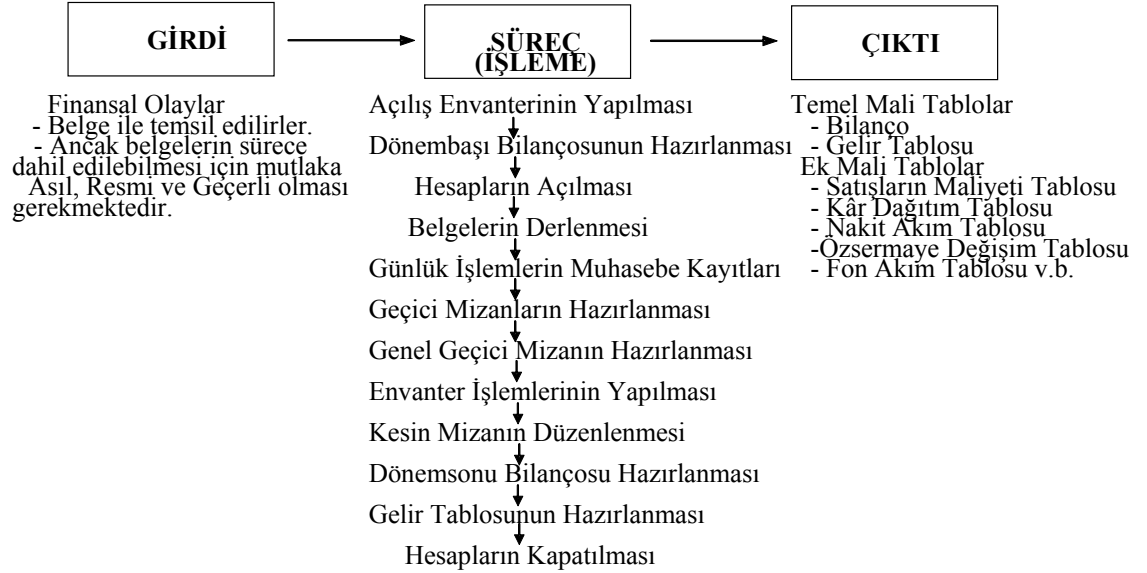 GİRDİ
Finansal Olaylar
- Belge ile temsil edilirler.
- Ancak belgelerin sürece
dahil edilebilmesi için mutlaka
Asıl, Resmi ve Geçerli olması
gerekmektedir.
SÜREÇ
(İŞLEME)
Açılış Envanterinin Yapılması
Dönembaşı Bilançosunun Hazırlanması
Hesapların Açılması
Belgelerin Derlenmesi
Günlük İşlemlerin Muhasebe Kayıtları
Geçici Mizanların Hazırlanması
Genel Geçici Mizanın Hazırlanması
Envanter İşlemlerinin Yapılması
Kesin Mizanın Düzenlenmesi
Dönemsonu Bilançosu Hazırlanması
Gelir Tablosunun Hazırlanması
Hesapların Kapatılması
ÇIKTI
Temel Mali Tablolar
- Bilanço
- Gelir Tablosu
Ek Mali Tablolar
- Satışların Maliyeti Tablosu
- Kâr Dağıtım Tablosu
- Nakit Akım Tablosu
-Özsermaye Değişim Tablosu
- Fon Akım Tablosu v.b.